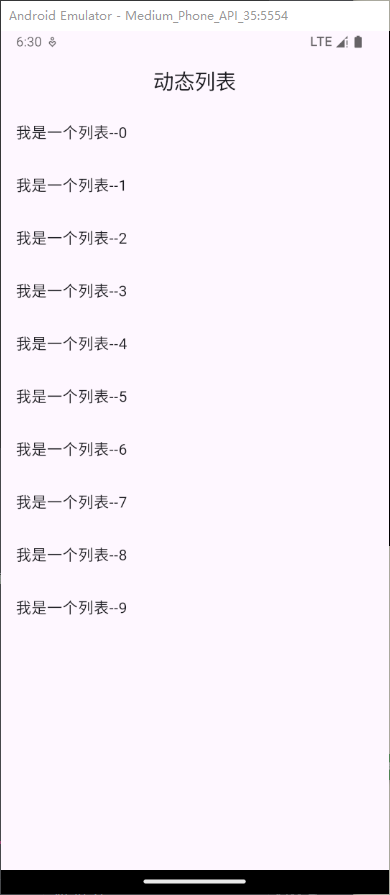 Android Emulator - Medium_Phone_API_35:5554
6:30 LTE
动态列表
我是一个列表--0
我是一个列表--1
我是一个列表--2
我是一个列表--3
我是一个列表--4
我是一个列表--5
我是一个列表--6
我是一个列表--7
我是一个列表--8
我是一个列表--9